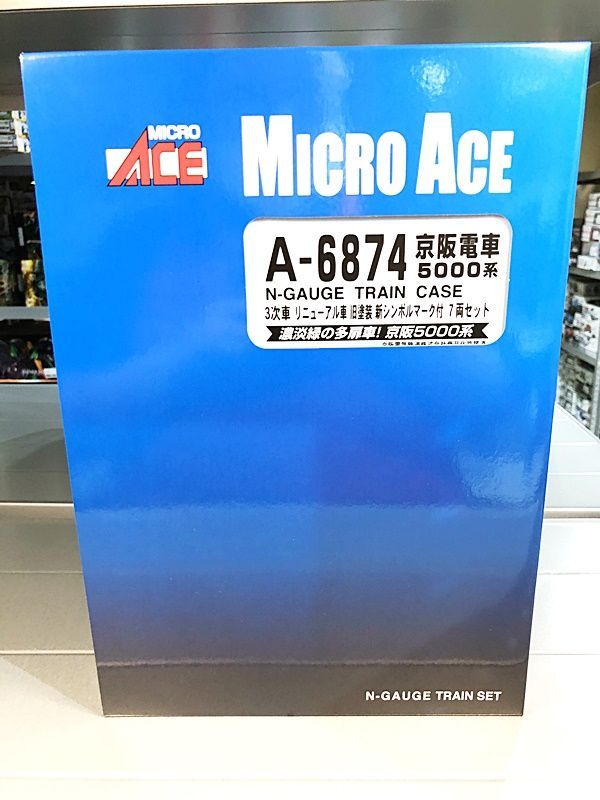 MICRO
ACE
MICRO ACE
A-6874 京阪電車
5000系
N-GAUGE TRAIN CASE
3次車 リニューアル車 旧塗装 新シンボルマーク付 7両セット
濃淡緑の多扉車! 京阪5000系
N-GAUGE TRAIN SET